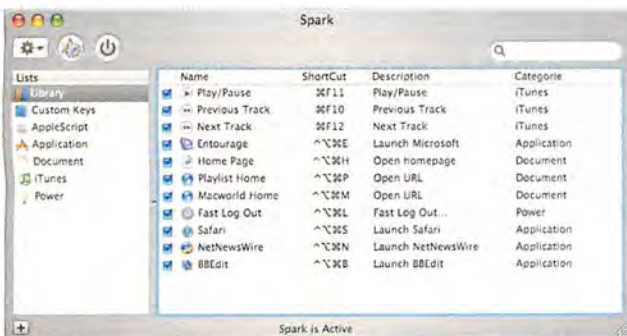 Spark
Lists
Library
Custom Keys
AppleScript
Application
Document
iTunes
Power
Name ShortCut Description Categorie
Play/Pause ⌘F11 Play/Pause iTunes
Previous Track ⌘F10 Previous Track iTunes
Next Track ⌘F12 Next Track iTunes
Entourage ^⌥⌘E Launch Microsoft Application
Home Page ^⌥⌘H Open homepage Document
Playlist Home ^⌥⌘P Open URL Document
Macworld Home ^⌥⌘M Open URL Document
Fast Log Out ^⌥⌘L Fast Log Out... Power
Safari ^⌥⌘S Launch Safari Application
NetNewsWire ^⌥⌘N Launch NetNewsWire Application
BBEdit ^⌥⌘B Launch BBEdit Application
Spark is Active